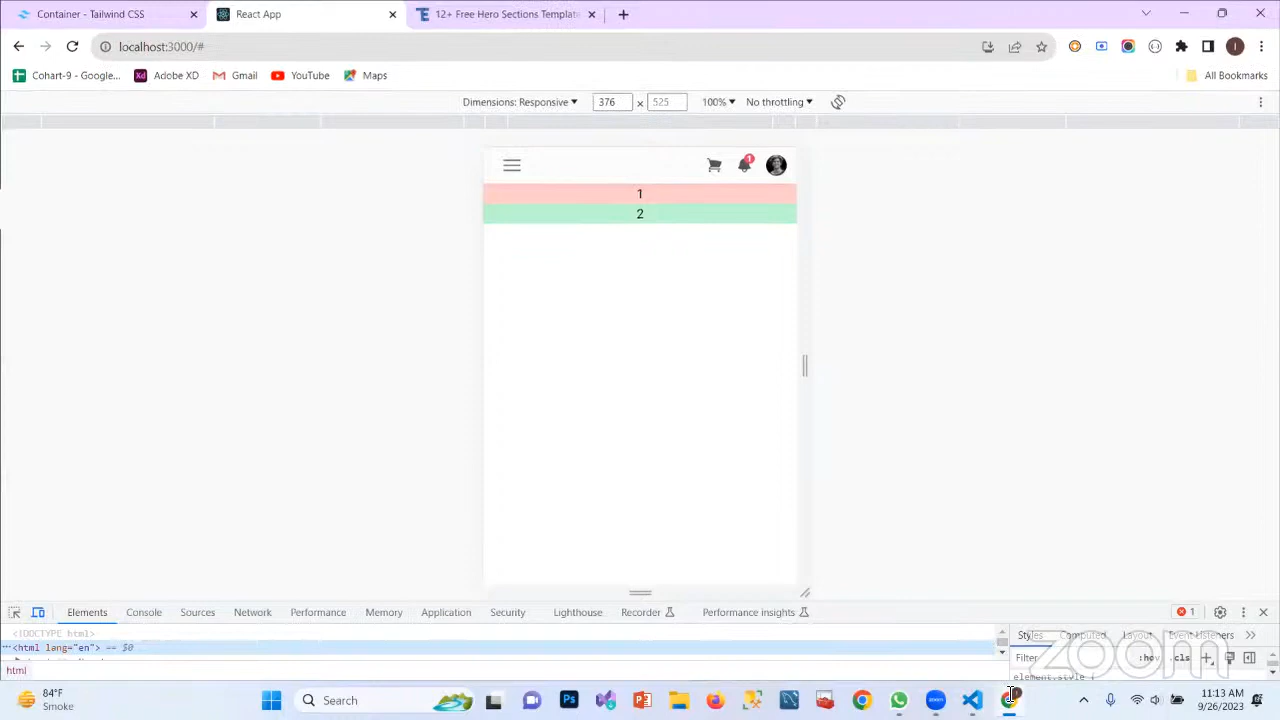 Container - Tailwind CSS
React App
12+ Free Hero Sections Template
localhost:3000/#
Cohart-9 - Google...
Adobe XD
Gmail
YouTube
Maps
All Bookmarks
Dimensions: Responsive
376 × 525
100%
No throttling
1
1
2
Elements
Console
Sources
Network
Performance
Memory
Application
Security
Lighthouse
Recorder
Performance insights
1
<!DOCTYPE html>
<html lang="en"> == $0
html
Styles
Computed
Layout
Event Listeners
Filter
:hov
.cls
element.style {
zoom
84°F
Smoke
Search
11:13 AM
9/26/2023